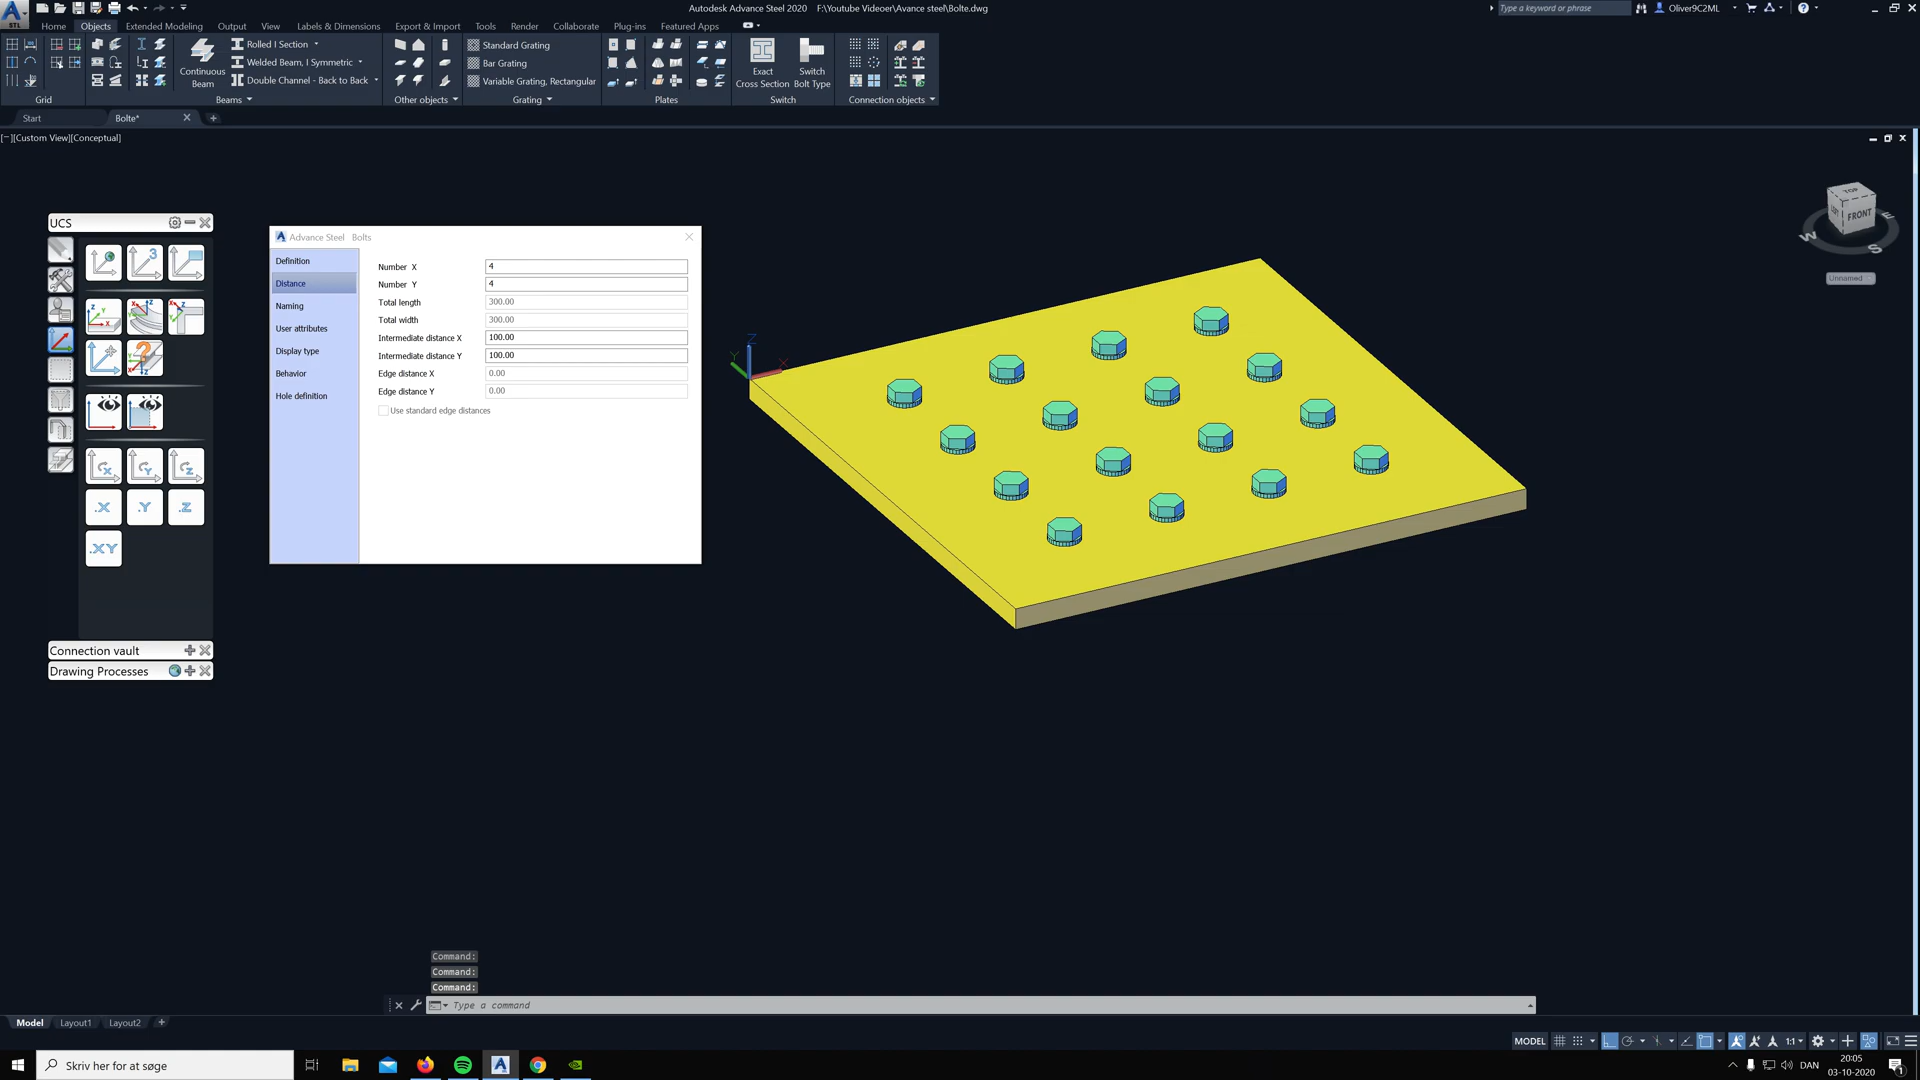 Autodesk Advance Steel 2020 F:\Youtube Videoer\Avance steel\Bolte.dwg
Type a keyword or phrase
Oliver9C2ML
STL
Home Objects Extended Modeling Output View Labels & Dimensions Export & Import Tools Render Collaborate Plug-ins Featured Apps
Rolled I Section
Welded Beam, I Symmetric
Double Channel - Back to Back
Continuous
Beam
Standard Grating
Bar Grating
Variable Grating, Rectangular
Exact
Cross Section
Switch
Bolt Type
Grid Beams Other objects Grating Plates Switch Connection objects
Start Bolte*
[−][Custom View][Conceptual]
UCS
3
X Y Z
.X .Y .Z
.XY
Connection vault
Drawing Processes
Advance Steel Bolts
Definition
Distance
Naming
User attributes
Display type
Behavior
Hole definition
Number X 4
Number Y 4
Total length 300.00
Total width 300.00
Intermediate distance X 100.00
Intermediate distance Y 100.00
Edge distance X 0.00
Edge distance Y 0.00
Use standard edge distances
Z
Y X
TOP
LEFT FRONT
W S E
Unnamed
Command:
Command:
Command:
Type a command
Model Layout1 Layout2
MODEL 1:1
Skriv her for at søge
DAN
20:05
03-10-2020